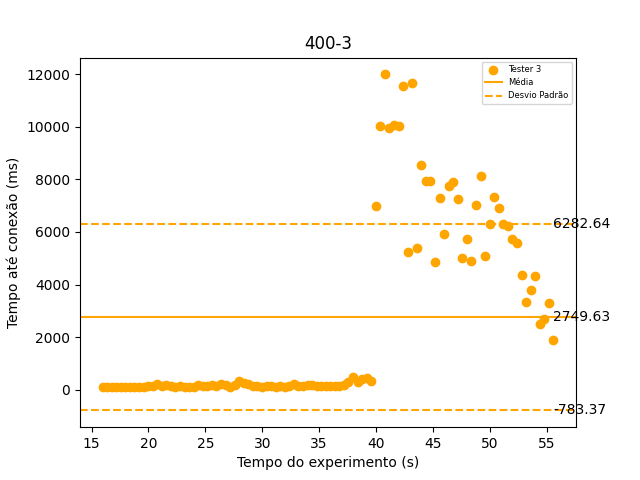 400-3
Tempo até conexão (ms)
12000
10000
8000
6000
4000
2000
0
Tester 3
Média
Desvio Padrão
6282.64
2749.63
-783.37
15 20 25 30 35 40 45 50 55
Tempo do experimento (s)